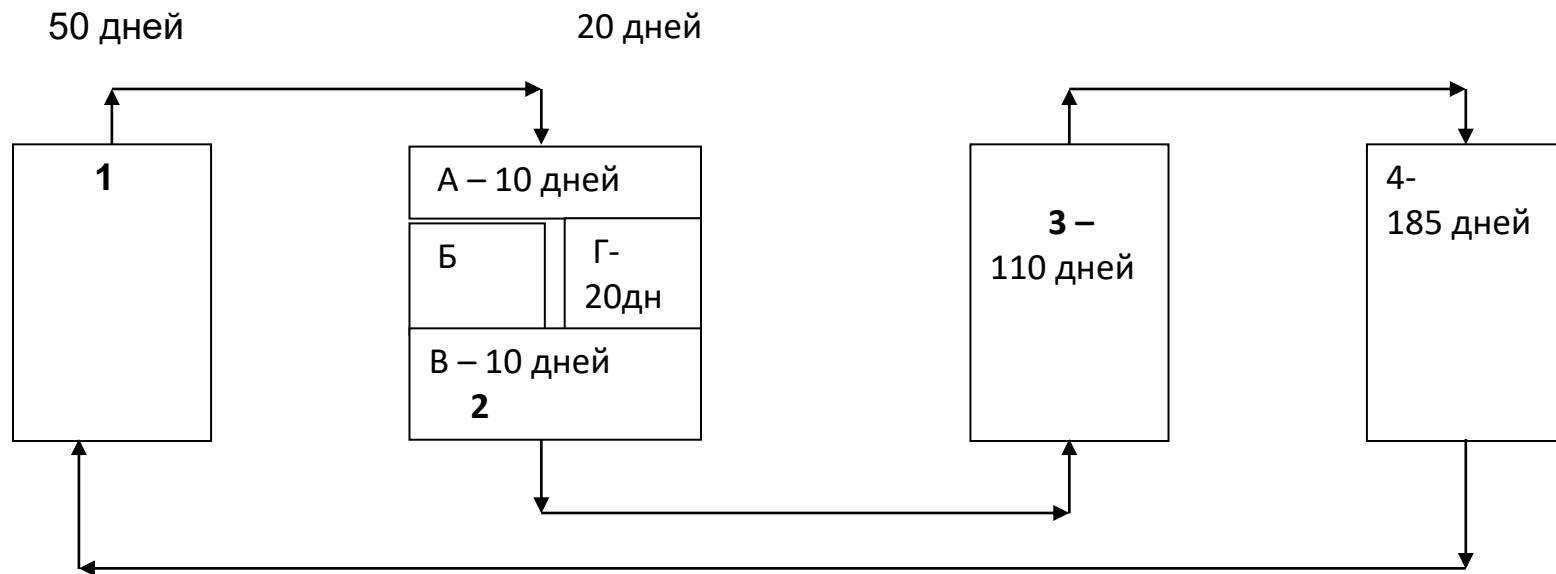 50 дней
20 дней
1
А – 10 дней
Б
Г-
20дн
В – 10 дней
2
3 –
110 дней
4-
185 дней